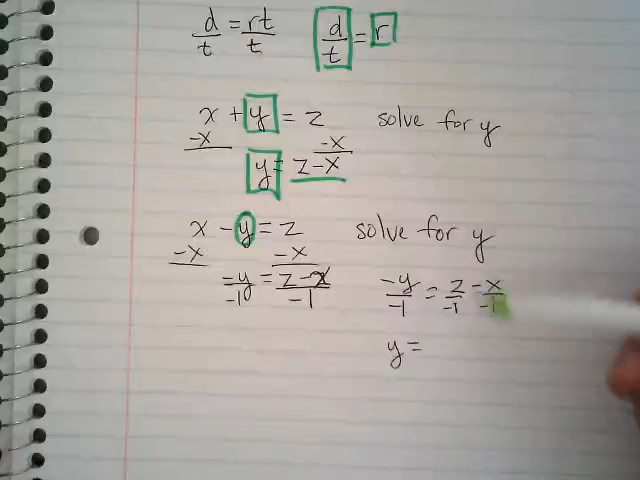 d/t = rt/t    d/t = r
x + y = z    solve for y
-x    -x
y = z - x
x - y = z    solve for y
-x    -x
-y/-1 = z - x/-1    -y/-1 = z/-1 - x/-1
y =